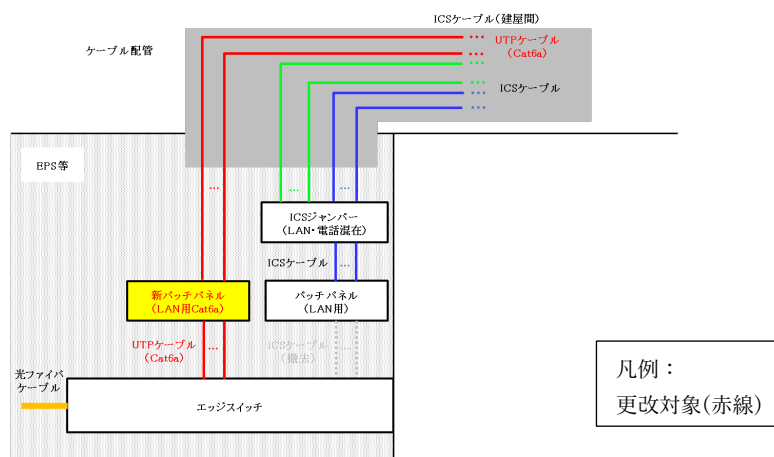 ICSケーブル(建屋間)
ケーブル配管
UTPケーブル
(Cat6a)
ICSケーブル
EPS等
ICSジャンパー
(LAN・電話混在)
ICSケーブル
新パッチパネル
(LAN用Cat6a)
パッチパネル
(LAN用)
UTPケーブル
(Cat6a)
ICSケーブル
(撤去)
光ファイバ
ケーブル
エッジスイッチ
凡例：
更改対象(赤線)